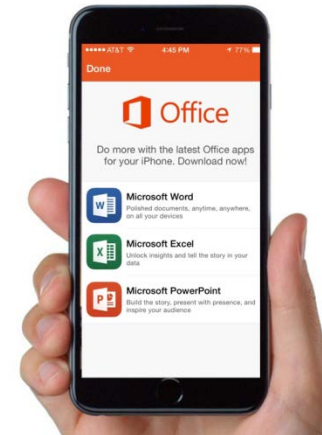 AT&T 4:45 PM 77%
Done
Office
Do more with the latest Office apps
for your iPhone. Download now!
Microsoft Word
Polished documents, anytime, anywhere,
on all your devices
Microsoft Excel
Unlock insights and tell the story in your
data
Microsoft PowerPoint
Build the story, present with presence, and
inspire your audience